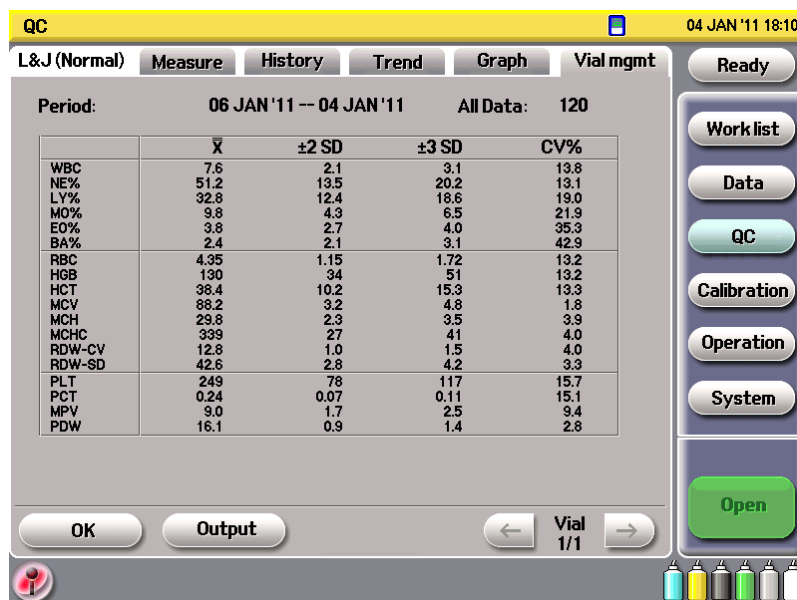 QC
04 JAN '11 18:10
L&J (Normal) Measure History Trend Graph Vial mgmt
Ready
Period: 06 JAN '11 -- 04 JAN '11 All Data: 120
Work list
x̿ ±2 SD ±3 SD CV%
WBC 7.6 2.1 3.1 13.8
NE% 51.2 13.5 20.2 13.1
LY% 32.8 12.4 18.6 19.0
MO% 9.8 4.3 6.5 21.9
EO% 3.8 2.7 4.0 35.3
BA% 2.4 2.1 3.1 42.9
RBC 4.35 1.15 1.72 13.2
HGB 130 34 51 13.2
HCT 38.4 10.2 15.3 13.3
MCV 88.2 3.2 4.8 1.8
MCH 29.8 2.3 3.5 3.9
MCHC 339 27 41 4.0
RDW-CV 12.8 1.0 1.5 4.0
RDW-SD 42.6 2.8 4.2 3.3
PLT 249 78 117 15.7
PCT 0.24 0.07 0.11 15.1
MPV 9.0 1.7 2.5 9.4
PDW 16.1 0.9 1.4 2.8
Data
QC
Calibration
Operation
System
Open
OK Output ← Vial →
1/1